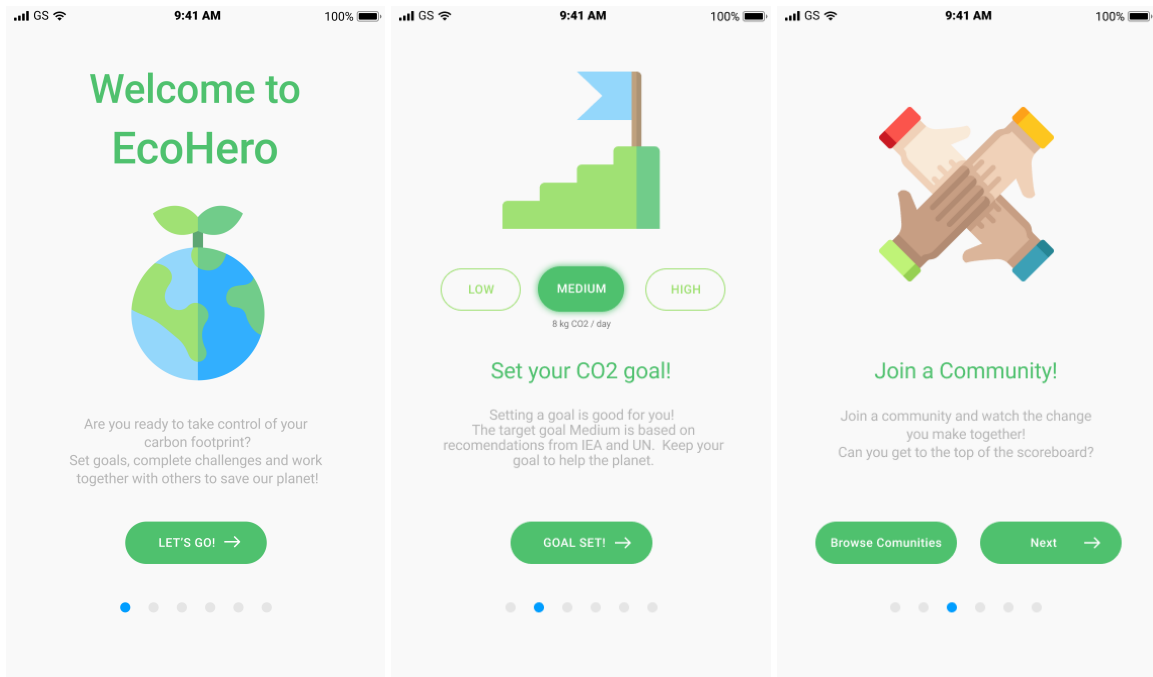 GS 9:41 AM 100%
Welcome to
EcoHero
Are you ready to take control of your
carbon footprint?
Set goals, complete challenges and work
together with others to save our planet!
LET'S GO!
GS 9:41 AM 100%
LOW MEDIUM HIGH
8 kg CO2 / day
Set your CO2 goal!
Setting a goal is good for you!
The target goal Medium is based on
recomendations from IEA and UN. Keep your
goal to help the planet.
GOAL SET!
GS 9:41 AM 100%
Join a Community!
Join a community and watch the change
you make together!
Can you get to the top of the scoreboard?
Browse Comunities Next